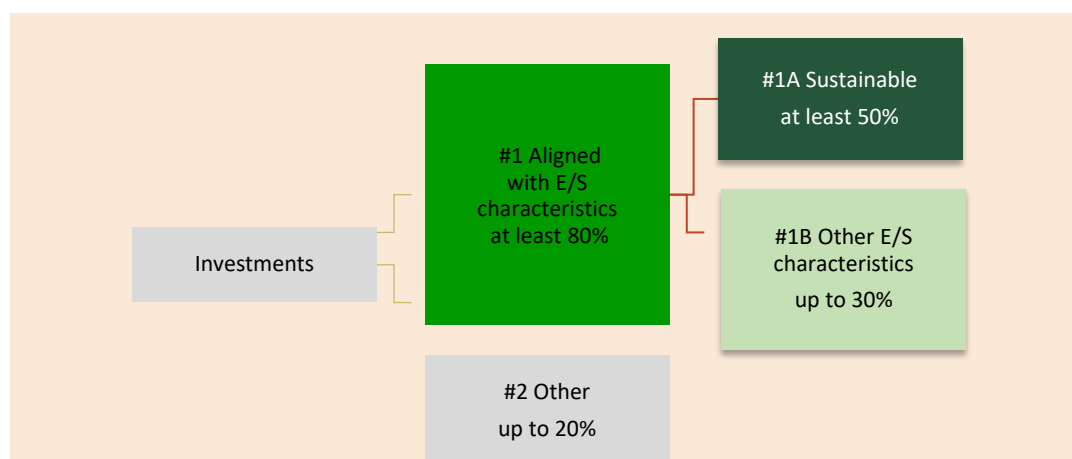 Investments
#1 Aligned
with E/S
characteristics
at least 80%
#2 Other
up to 20%
#1A Sustainable
at least 50%
#1B Other E/S
characteristics
up to 30%